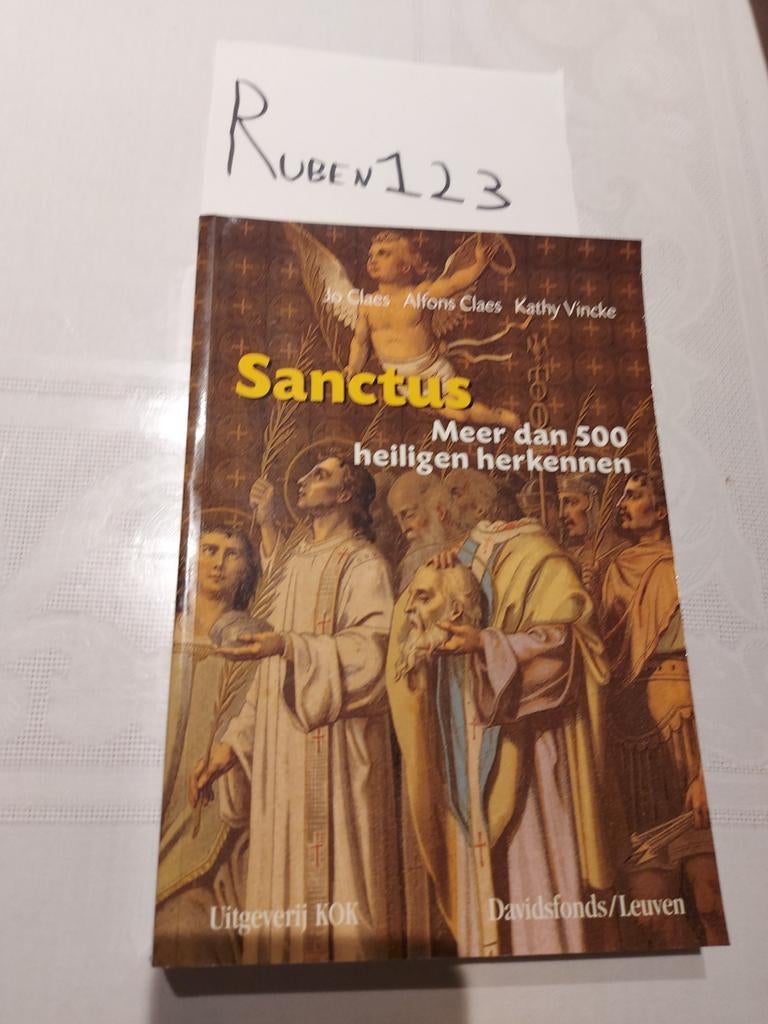 Ruben123
Jo Claes Alfons Claes Kathy Vincke
Sanctus
Meer dan 500
heiligen herkennen
Uitgeverij KOK
Davidsfonds/Leuven